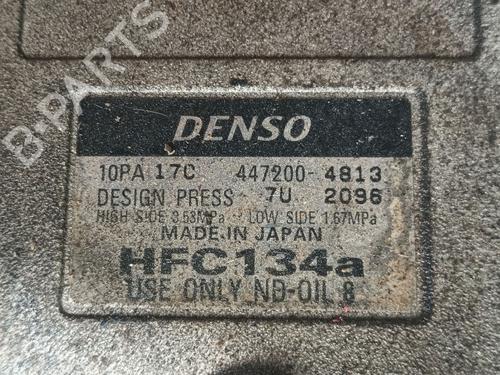 DENSO
10PA 17C 447200-4813
DESIGN PRESS 7U 2096
HIGH SIDE 3.53MPa LOW SIDE 1.67MPa
MADE IN JAPAN
HFC134a
USE ONLY ND-OIL 8
B-PARTS